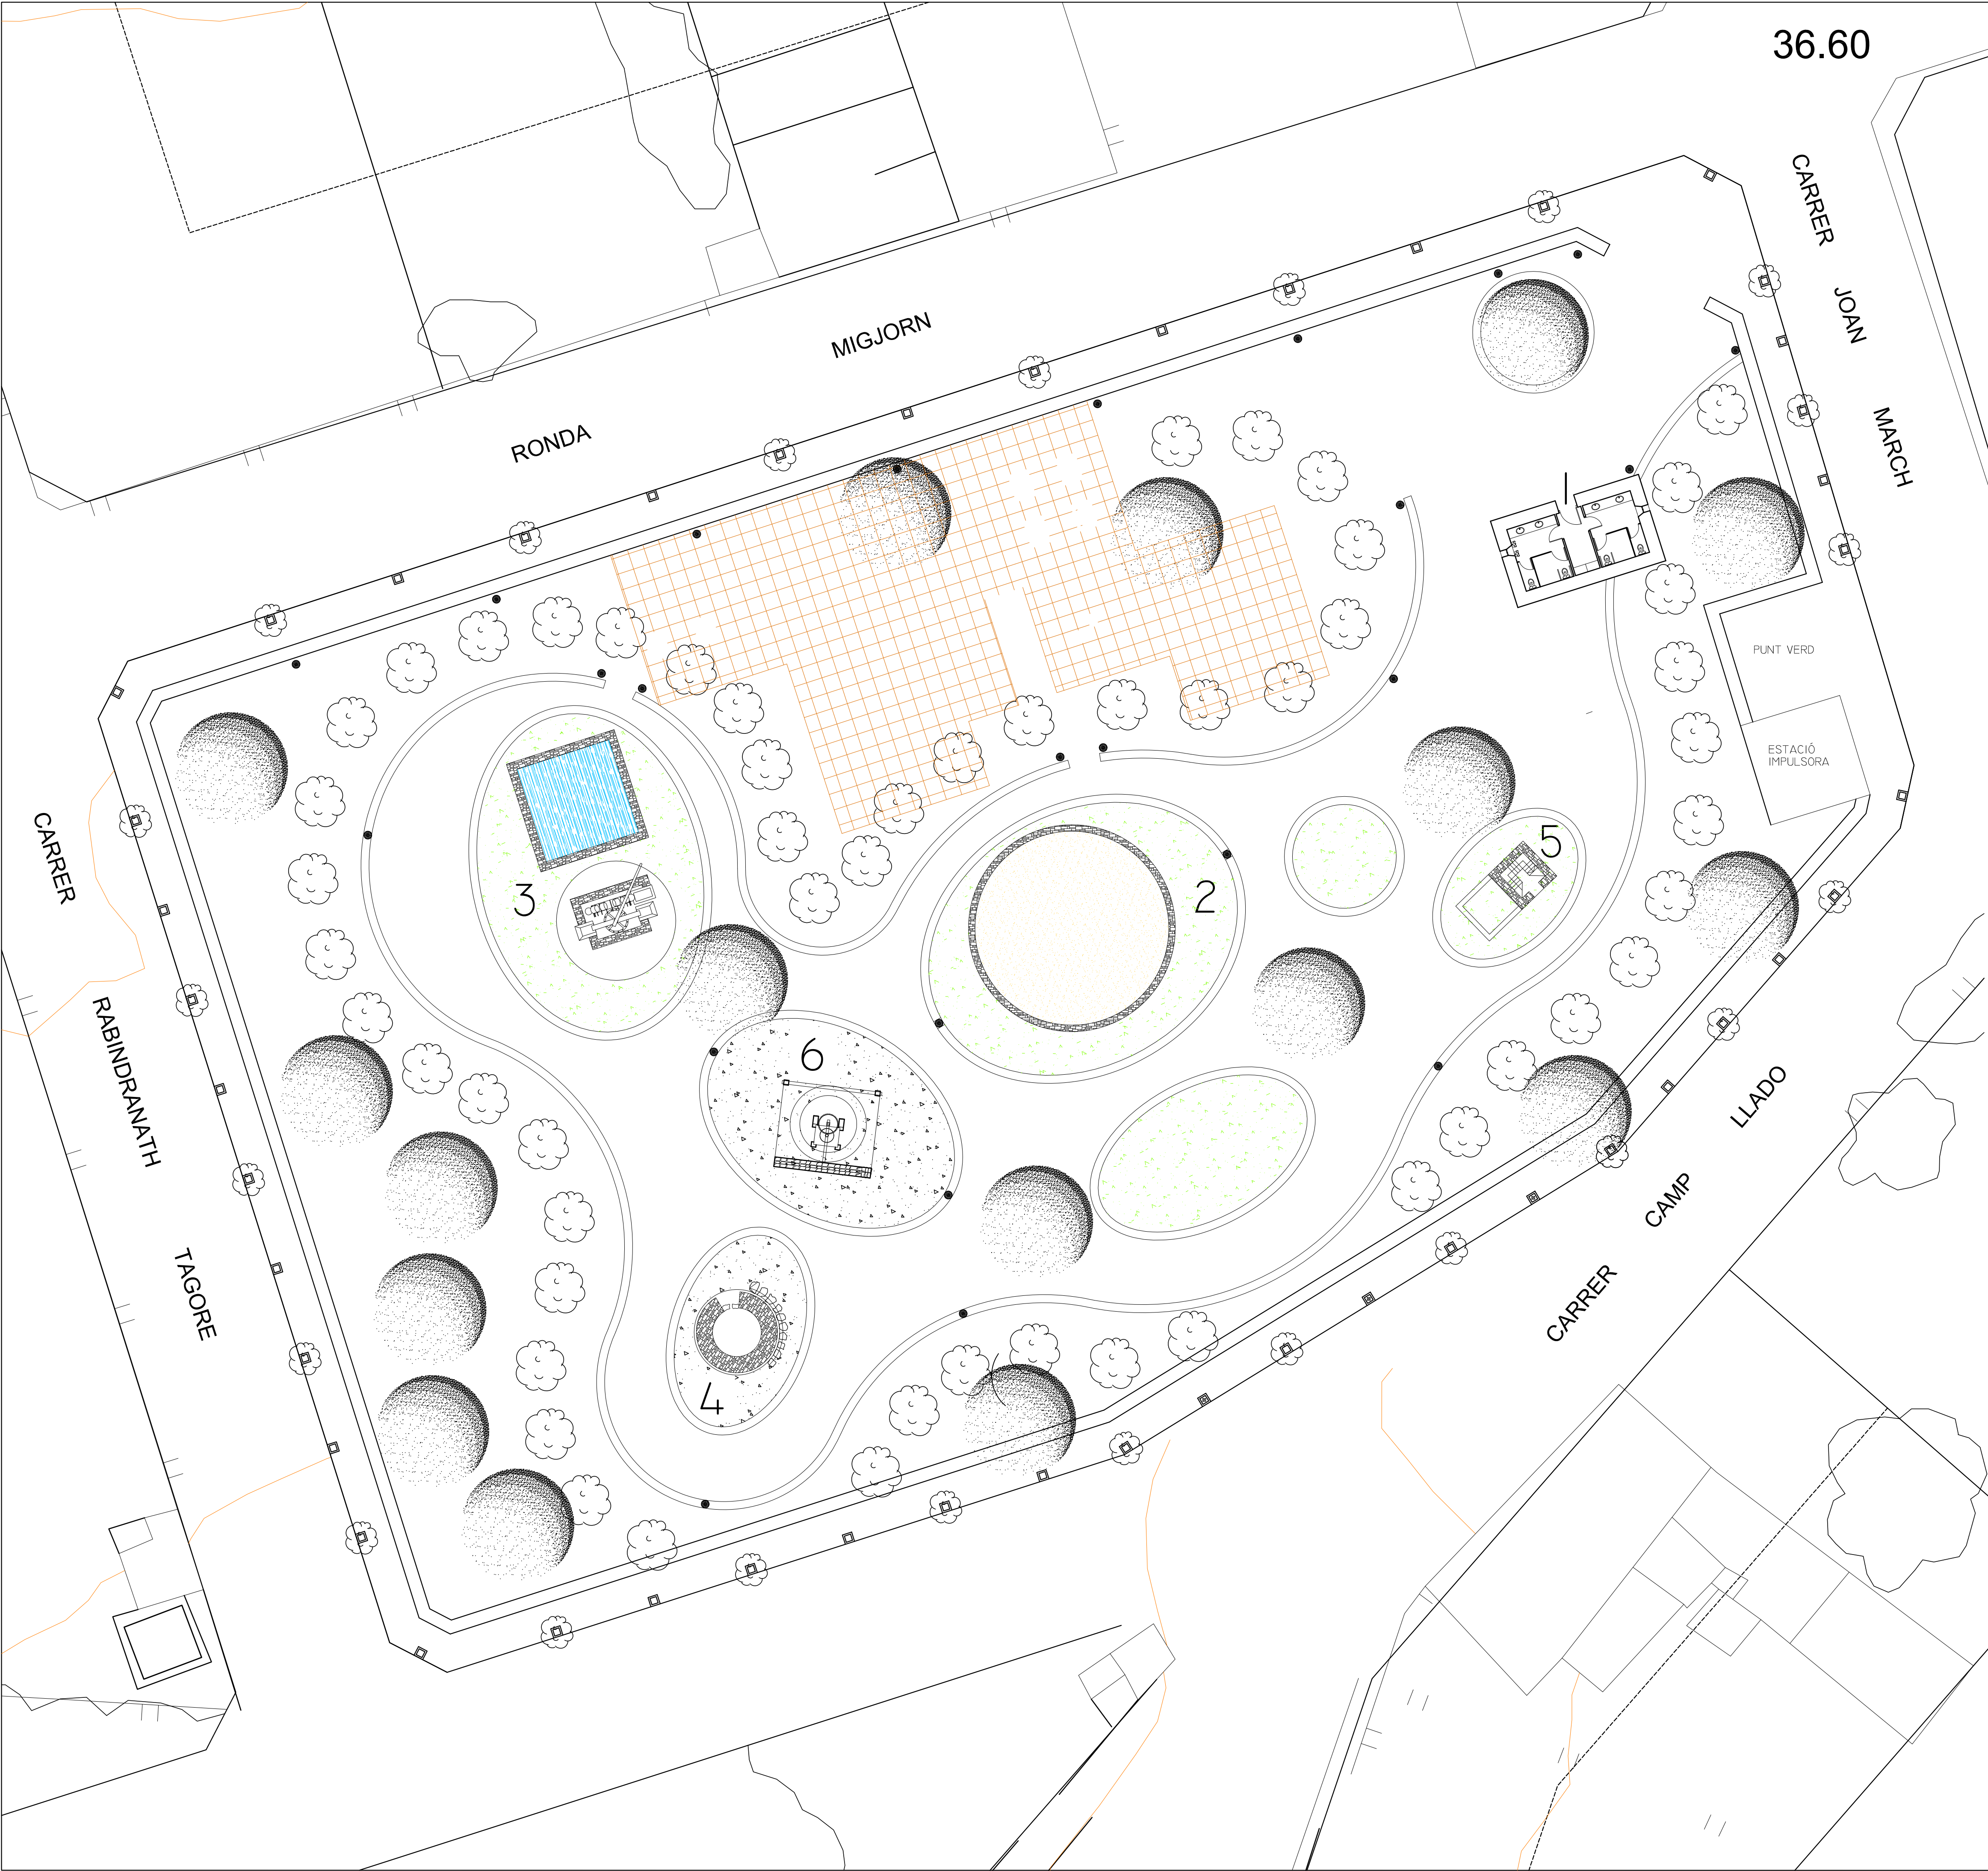 36.60
CARRER JOAN MARCH
RONDA MIGJORN
1
PUNT VERD
ESTACIÓ
IMPULSORA
5
2
3
6
4
CARRER RABINDRANATH TAGORE
CARRER CAMP LLADO